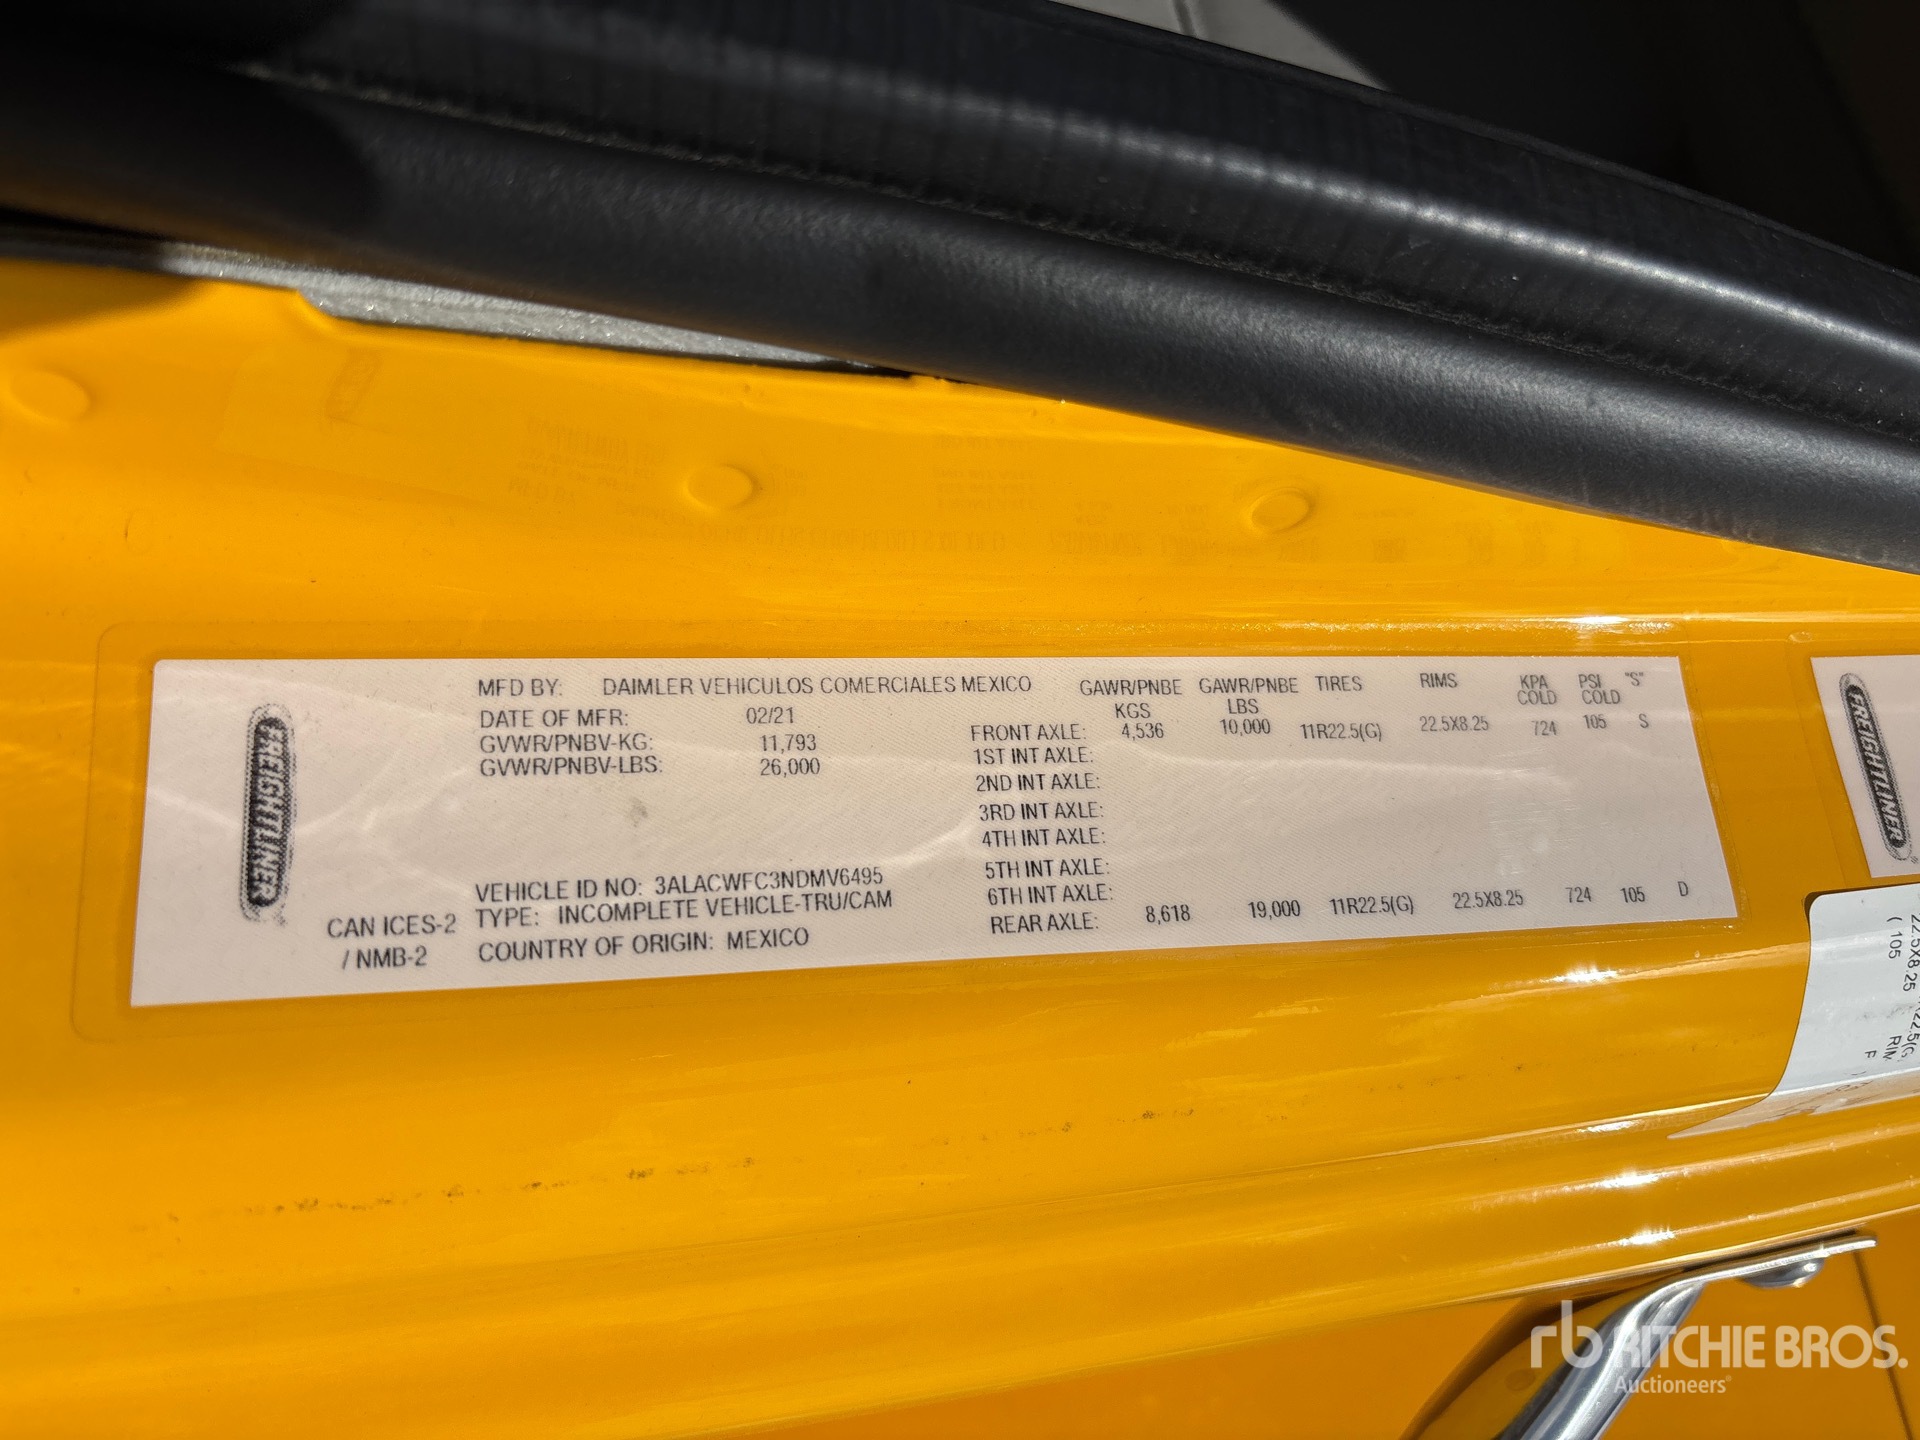 FREIGHTLINER
MFD BY: DAIMLER VEHICULOS COMERCIALES MEXICO
DATE OF MFR: 02/21
GVWR/PNBV-KG: 11,793
GVWR/PNBV-LBS: 26,000
VEHICLE ID NO: 3ALACWFC3NDMV6495
TYPE: INCOMPLETE VEHICLE-TRU/CAM
COUNTRY OF ORIGIN: MEXICO
CAN ICES-2
/ NMB-2
GAWR/PNBE GAWR/PNBE TIRES RIMS KPA PSI "S"
KGS LBS COLD COLD
FRONT AXLE: 4,536 10,000 11R22.5(G) 22.5X8.25 724 105 S
1ST INT AXLE:
2ND INT AXLE:
3RD INT AXLE:
4TH INT AXLE:
5TH INT AXLE:
6TH INT AXLE:
REAR AXLE: 8,618 19,000 11R22.5(G) 22.5X8.25 724 105 D
FREIGHTLINER
22.5X8.25
( 105
RIM
F
rb RITCHIE BROS.
Auctioneers